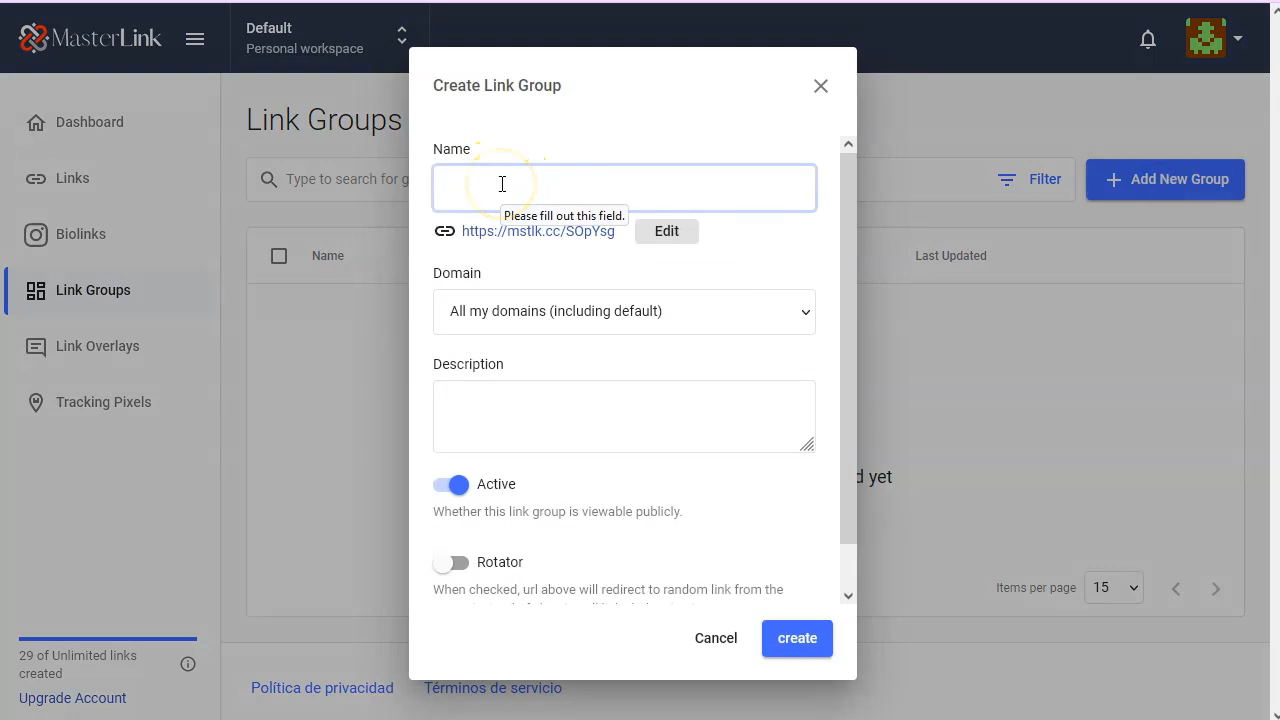 MasterLink
Default
Personal workspace
Dashboard
Links
Biolinks
Link Groups
Link Overlays
Tracking Pixels
29 of Unlimited links
created
Upgrade Account
Link Groups
Type to search for g
Filter
Add New Group
Name
Last Updated
d yet
Items per page
15
Política de privacidad
Términos de servicio
Create Link Group
Name
Please fill out this field.
https://mstlk.cc/SOpYsg
Edit
Domain
All my domains (including default)
Description
Active
Whether this link group is viewable publicly.
Rotator
When checked, url above will redirect to random link from the
Cancel
create